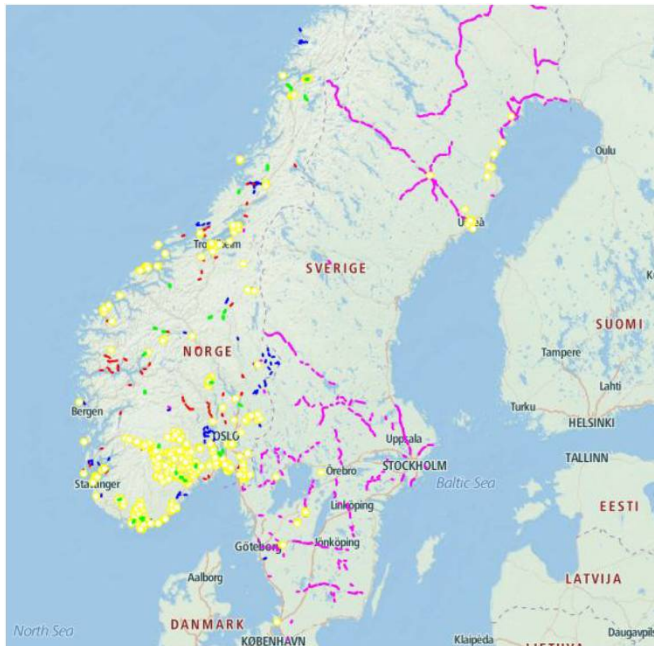 Oulu
Umeå
Trondheim
SVERIGE
SUOMI
NORGE
Tampere
Lahti
Bergen
Turku
HELSINKI
OSLO
Uppsala
TALLINN
Örebro
STOCKHOLM
Stavanger
Baltic Sea
Linköping
EESTI
Göteborg
Jönköping
Aalborg
LATVIJA
DANMARK
North Sea
KØBENHAVN
Klaipėda
Daugavpils